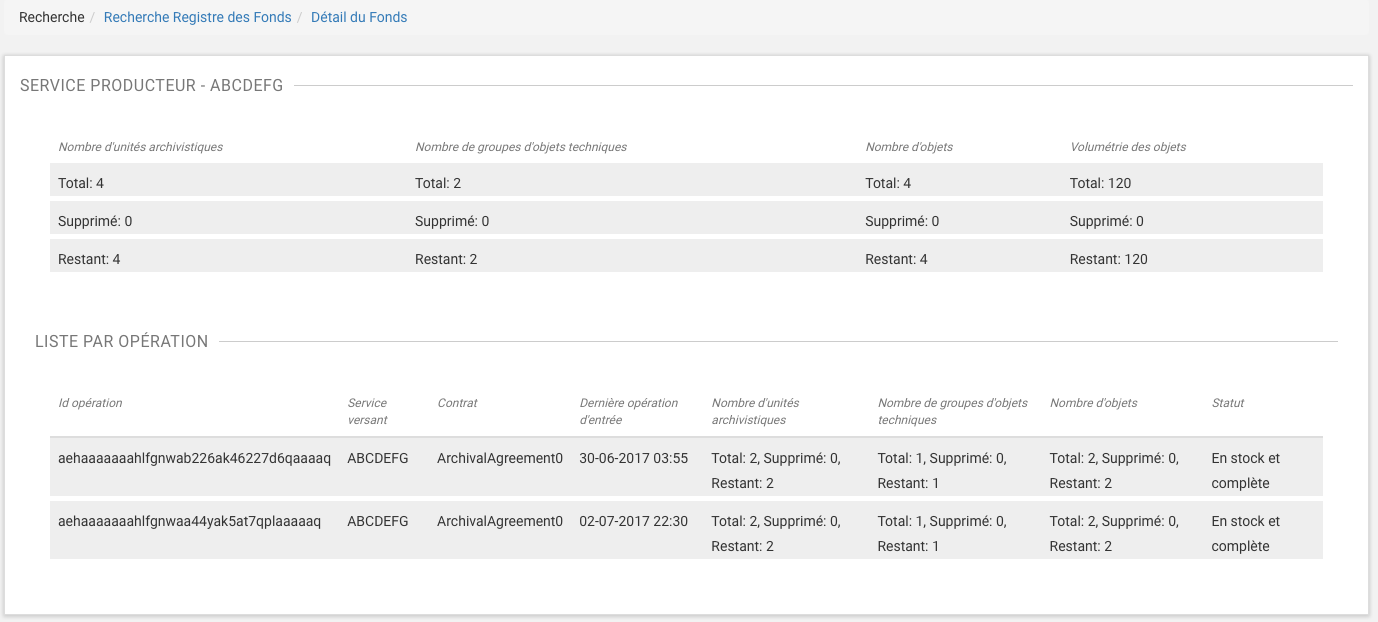 Recherche / Recherche Registre des Fonds / Détail du Fonds
SERVICE PRODUCTEUR - ABCDEFG
Nombre d'unités archivistiques Nombre de groupes d'objets techniques Nombre d'objets Volumétrie des objets
Total: 4 Total: 2 Total: 4 Total: 120
Supprimé: 0 Supprimé: 0 Supprimé: 0 Supprimé: 0
Restant: 4 Restant: 2 Restant: 4 Restant: 120
LISTE PAR OPÉRATION
Id opération Service Contrat Dernière opération Nombre d'unités Nombre de groupes d'objets Nombre d'objets Statut
versant d'entrée archivistiques techniques
aehaaaaaaahlfgnwab226ak46227d6qaaaaq ABCDEFG ArchivalAgreement0 30-06-2017 03:55 Total: 2, Supprimé: 0, Total: 1, Supprimé: 0, Total: 2, Supprimé: 0, En stock et
Restant: 2 Restant: 1 Restant: 2 complète
aehaaaaaaahlfgnwaa44yak5at7qplaaaaaq ABCDEFG ArchivalAgreement0 02-07-2017 22:30 Total: 2, Supprimé: 0, Total: 1, Supprimé: 0, Total: 2, Supprimé: 0, En stock et
Restant: 2 Restant: 1 Restant: 2 complète